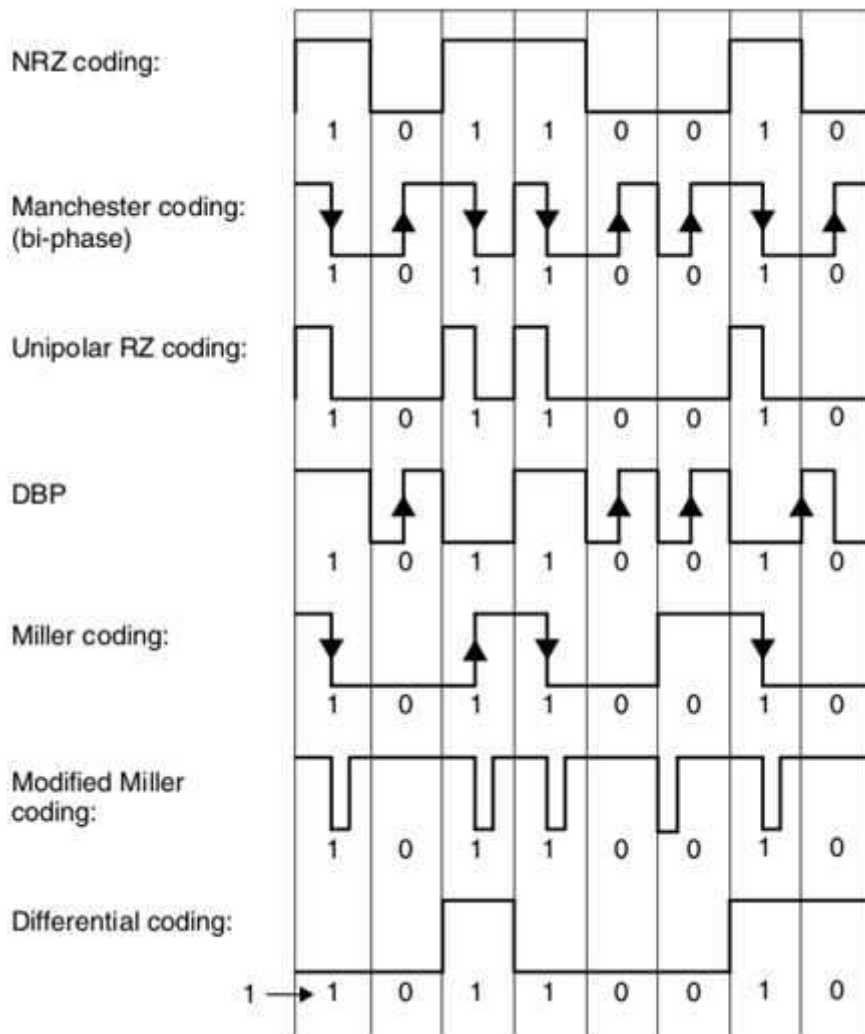 NRZ coding:
1 0 1 1 0 0 1 0
Manchester coding:
(bi-phase)
1 0 1 1 0 0 1 0
Unipolar RZ coding:
1 0 1 1 0 0 1 0
DBP
1 0 1 1 0 0 1 0
Miller coding:
1 0 1 1 0 0 1 0
Modified Miller
coding:
1 0 1 1 0 0 1 0
Differential coding:
1 1 0 1 1 0 0 1 0